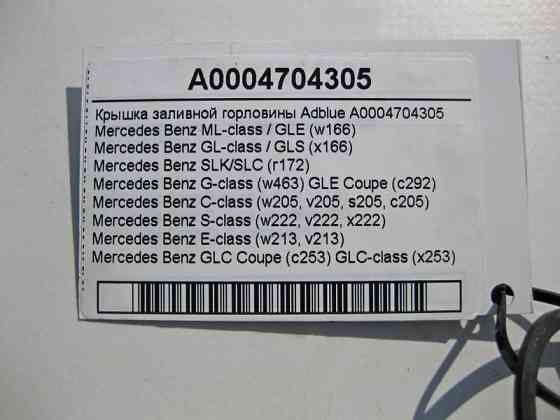 A0004704305
Крышка заливной горловины Adblue A0004704305
Mercedes Benz ML-class / GLE (w166)
Mercedes Benz GL-class / GLS (x166)
Mercedes Benz SLK/SLC (r172)
Mercedes Benz G-class (w463) GLE Coupe (c292)
Mercedes Benz C-class (w205, v205, s205, c205)
Mercedes Benz S-class (w222, v222, x222)
Mercedes Benz E-class (w213, v213)
Mercedes Benz GLC Coupe (c253) GLC-class (x253)